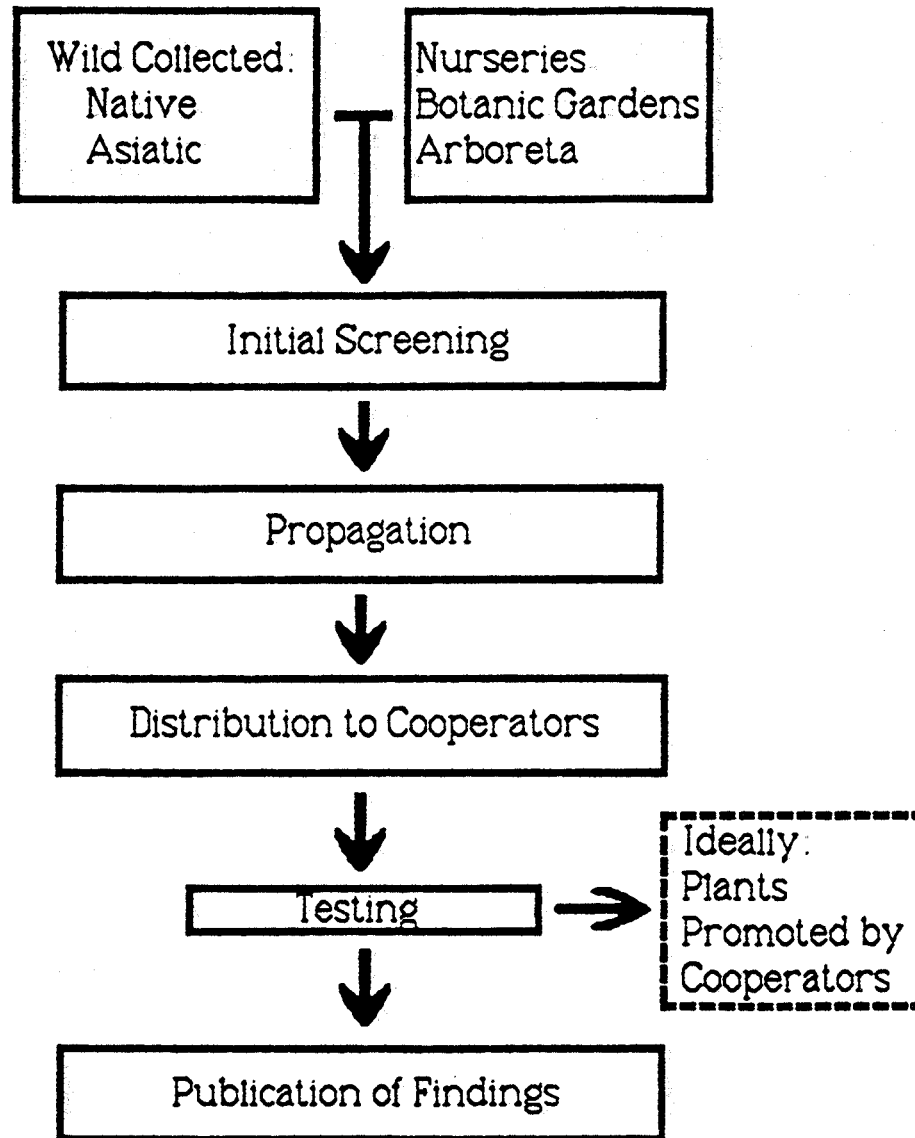 Wild Collected:
Native
Asiatic
Nurseries
Botanic Gardens
Arboreta
Initial Screening
Propagation
Distribution to Cooperators
Testing
Ideally:
Plants
Promoted by
Cooperators
Publication of Findings